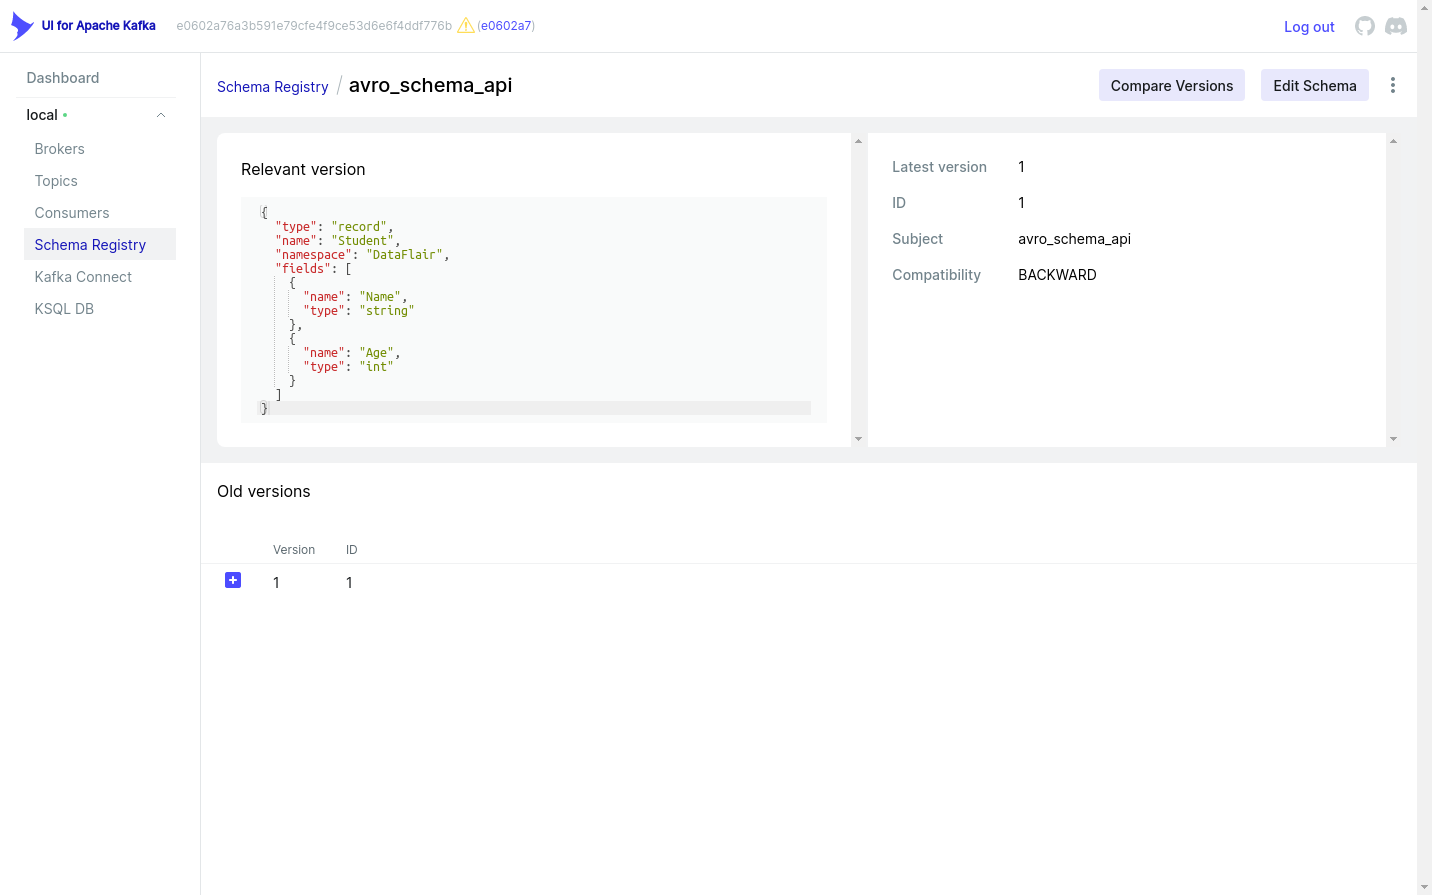 UI for Apache Kafka
e0602a76a3b591e79cfe4f9ce53d6e6f4ddf776b (e0602a7)
Log out
Dashboard
local
Brokers
Topics
Consumers
Schema Registry
Kafka Connect
KSQL DB
Schema Registry / avro_schema_api
Compare Versions
Edit Schema
Relevant version
{
"type": "record",
"name": "Student",
"namespace": "DataFlair",
"fields": [
{
"name": "Name",
"type": "string"
},
{
"name": "Age",
"type": "int"
}
]
}
Latest version 1
ID 1
Subject avro_schema_api
Compatibility BACKWARD
Old versions
Version ID
1 1